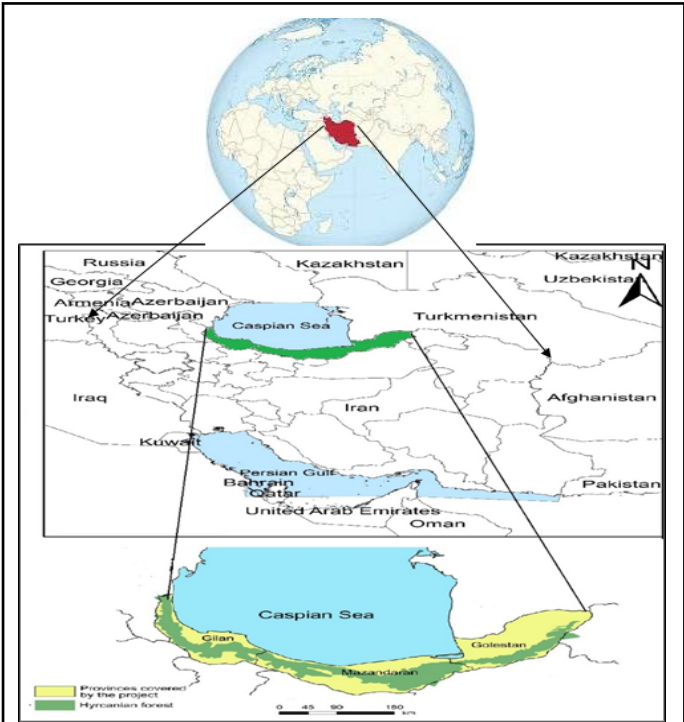 Russia
Kazakhstan
Kazakhstan
Georgia
Uzbekistan
N
Armenia
Azerbaijan
Turkey
Azerbaijan
Caspian Sea
Turkmenistan
Iraq
Iran
Afghanistan
Kuwait
Persian Gulf
Bahrain
Qatar
Pakistan
United Arab Emirates
Oman
Caspian Sea
Gilan
Golestan
Mazandaran
Provinces covered
by the project
Hyrcanian forest
0 45 90 180
km